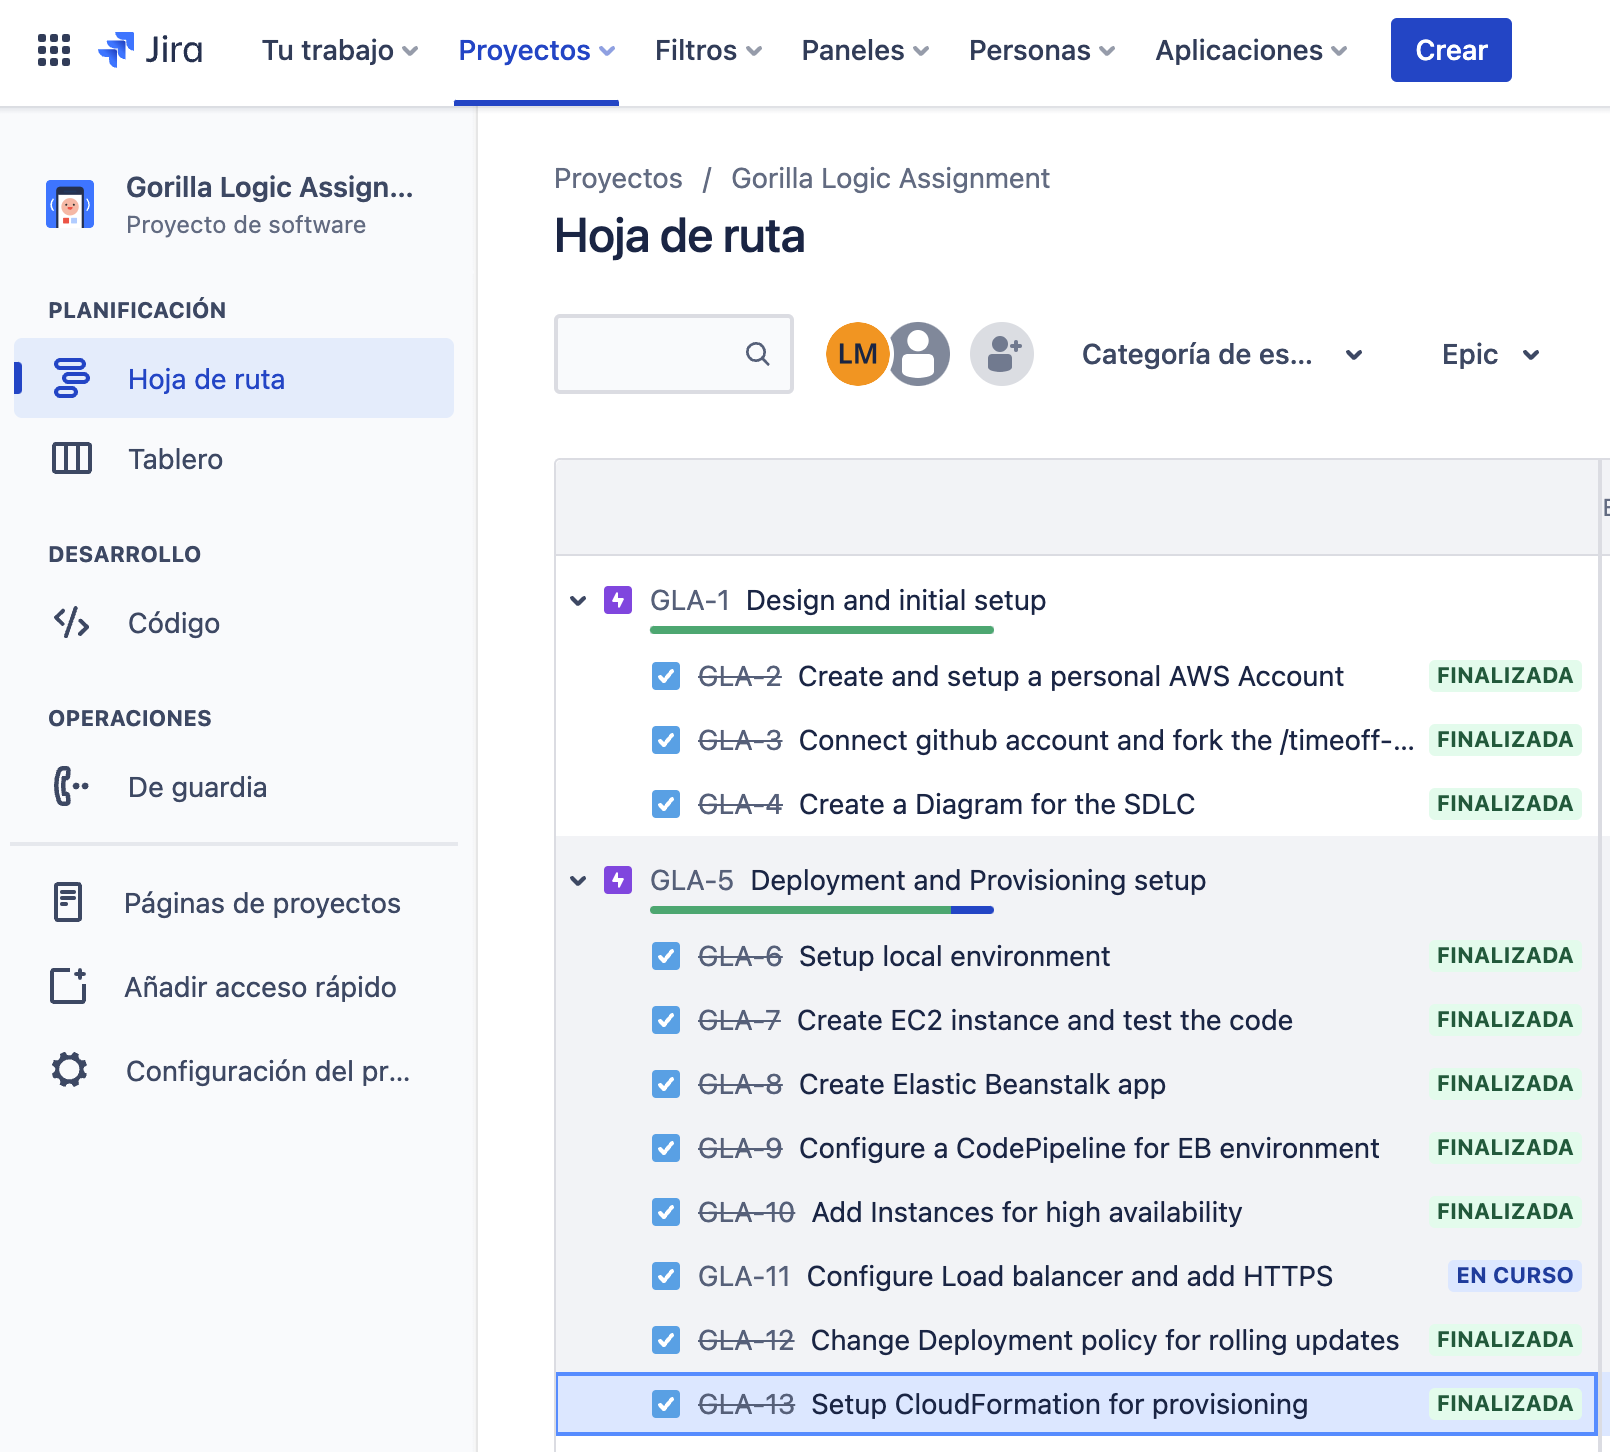 Jira
Tu trabajo
Proyectos
Filtros
Paneles
Personas
Aplicaciones
Crear
Gorilla Logic Assign...
Proyecto de software
PLANIFICACIÓN
Hoja de ruta
Tablero
DESARROLLO
Código
OPERACIONES
De guardia
Páginas de proyectos
Añadir acceso rápido
Configuración del pr...
Proyectos / Gorilla Logic Assignment
Hoja de ruta
LM
Categoría de es...
Epic
GLA-1 Design and initial setup
GLA-2 Create and setup a personal AWS Account FINALIZADA
GLA-3 Connect github account and fork the /timeoff-... FINALIZADA
GLA-4 Create a Diagram for the SDLC FINALIZADA
GLA-5 Deployment and Provisioning setup
GLA-6 Setup local environment FINALIZADA
GLA-7 Create EC2 instance and test the code FINALIZADA
GLA-8 Create Elastic Beanstalk app FINALIZADA
GLA-9 Configure a CodePipeline for EB environment FINALIZADA
GLA-10 Add Instances for high availability FINALIZADA
GLA-11 Configure Load balancer and add HTTPS EN CURSO
GLA-12 Change Deployment policy for rolling updates FINALIZADA
GLA-13 Setup CloudFormation for provisioning FINALIZADA